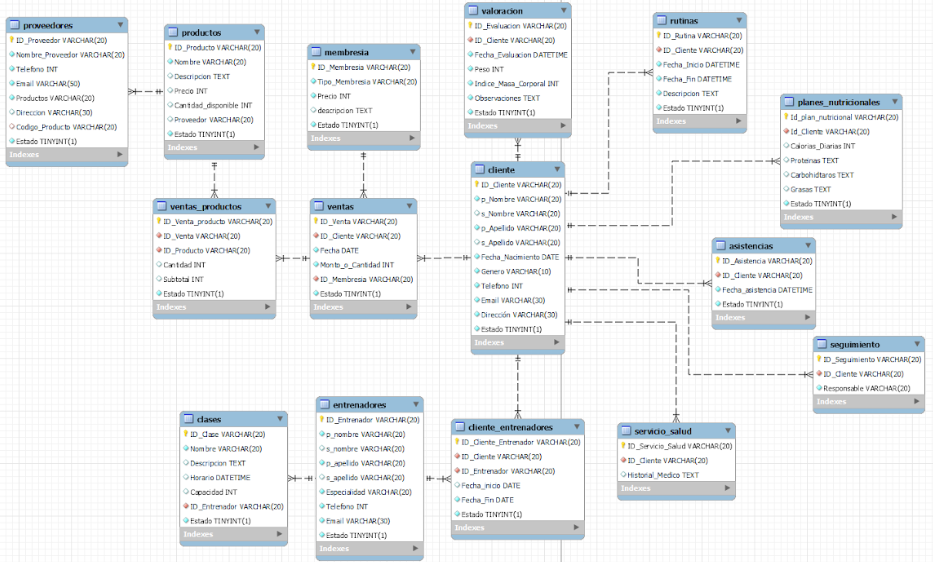 proveedores
ID_Proveedor VARCHAR(20)
Nombre_Proveedor VARCHAR(20)
Telefono INT
Email VARCHAR(50)
Productos VARCHAR(20)
Direccion VARCHAR(30)
Codigo_Producto VARCHAR(20)
Estado TINYINT(1)
Indexes
productos
ID_Producto VARCHAR(20)
Nombre VARCHAR(20)
Descripcion TEXT
Precio INT
Cantidad_disponible INT
Proveedor VARCHAR(20)
Estado TINYINT(1)
Indexes
membresia
ID_Membresia VARCHAR(20)
Tipo_Membresia VARCHAR(20)
Precio INT
descripcion TEXT
Estado TINYINT(1)
Indexes
valoracion
ID_Evaluacion VARCHAR(20)
ID_Cliente VARCHAR(20)
Fecha_Evaluacion DATETIME
Peso INT
Indice_Masa_Corporal INT
Observaciones TEXT
Estado TINYINT(1)
Indexes
rutinas
ID_Rutina VARCHAR(20)
ID_Cliente VARCHAR(20)
Fecha_Inicio DATETIME
Fecha_Fin DATETIME
Descripcion TEXT
Estado TINYINT(1)
Indexes
planes_nutricionales
Id_plan_nutricional VARCHAR(20)
Id_Cliente VARCHAR(20)
Calorias_Diarias INT
Proteinas TEXT
Carbohidtaros TEXT
Grasas TEXT
Estado TINYINT(1)
Indexes
ventas_productos
ID_Venta_producto VARCHAR(20)
ID_Venta VARCHAR(20)
ID_Producto VARCHAR(20)
Cantidad INT
Subtotal INT
Estado TINYINT(1)
Indexes
ventas
ID_Venta VARCHAR(20)
ID_Cliente VARCHAR(20)
Fecha DATE
Monto_o_Cantidad INT
ID_Membresia VARCHAR(20)
Estado TINYINT(1)
Indexes
cliente
ID_Cliente VARCHAR(20)
p_Nombre VARCHAR(20)
s_Nombre VARCHAR(20)
p_Apellido VARCHAR(20)
s_Apellido VARCHAR(20)
Fecha_Nacimiento DATE
Genero VARCHAR(10)
Telefono INT
Email VARCHAR(30)
Dirección VARCHAR(30)
Estado TINYINT(1)
Indexes
asistencias
ID_Asistencia VARCHAR(20)
ID_Cliente VARCHAR(20)
Fecha_asistencia DATETIME
Estado TINYINT(1)
Indexes
seguimiento
ID_Seguimiento VARCHAR(20)
ID_Cliente VARCHAR(20)
Responsable VARCHAR(20)
Indexes
clases
ID_Clase VARCHAR(20)
Nombre VARCHAR(20)
Descripcion TEXT
Horario DATETIME
Capacidad INT
ID_Entrenador VARCHAR(20)
Estado TINYINT(1)
Indexes
entrenadores
ID_Entrenador VARCHAR(20)
p_nombre VARCHAR(20)
s_nombre VARCHAR(20)
p_apellido VARCHAR(20)
s_apellido VARCHAR(20)
Especialidad VARCHAR(20)
Telefono INT
Email VARCHAR(30)
Estado TINYINT(1)
Indexes
cliente_entrenadores
ID_Cliente_Entrenador VARCHAR(20)
ID_Cliente VARCHAR(20)
ID_Entrenador VARCHAR(20)
Fecha_inicio DATE
Fecha_Fin DATE
Estado TINYINT(1)
Indexes
servicio_salud
ID_Servicio_Salud VARCHAR(20)
ID_Cliente VARCHAR(20)
Historial_Medico TEXT
Indexes